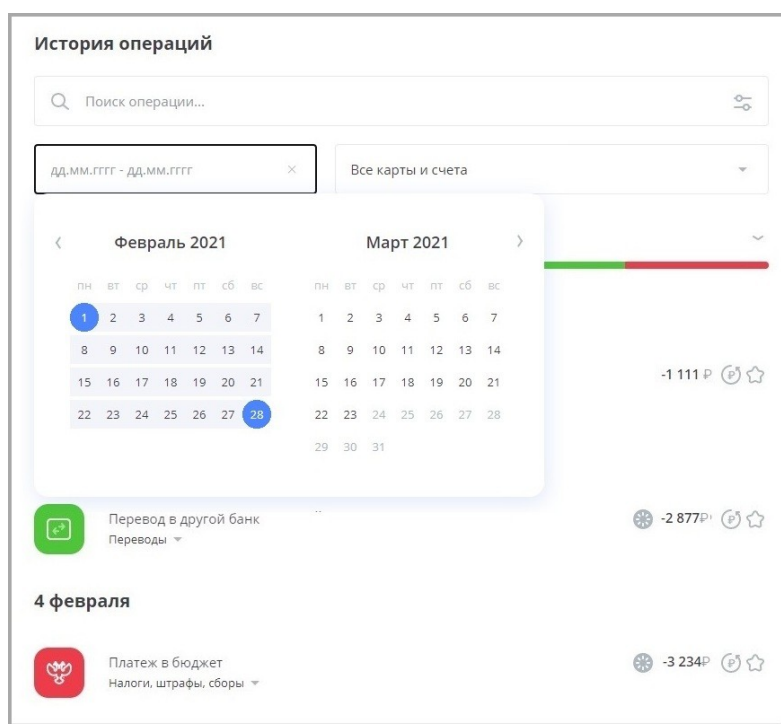 История операций
Поиск операции...
дд.мм.гггг - дд.мм.гггг
Все карты и счета
Февраль 2021 Март 2021
пн вт ср чт пт сб вс пн вт ср чт пт сб вс
1 2 3 4 5 6 7 1 2 3 4 5 6 7
8 9 10 11 12 13 14 8 9 10 11 12 13 14
15 16 17 18 19 20 21 15 16 17 18 19 20 21
22 23 24 25 26 27 28 22 23 24 25 26 27 28
29 30 31
-1 111 ₽
Перевод в другой банк -2 877₽
Переводы
4 февраля
Платеж в бюджет -3 234₽
Налоги, штрафы, сборы